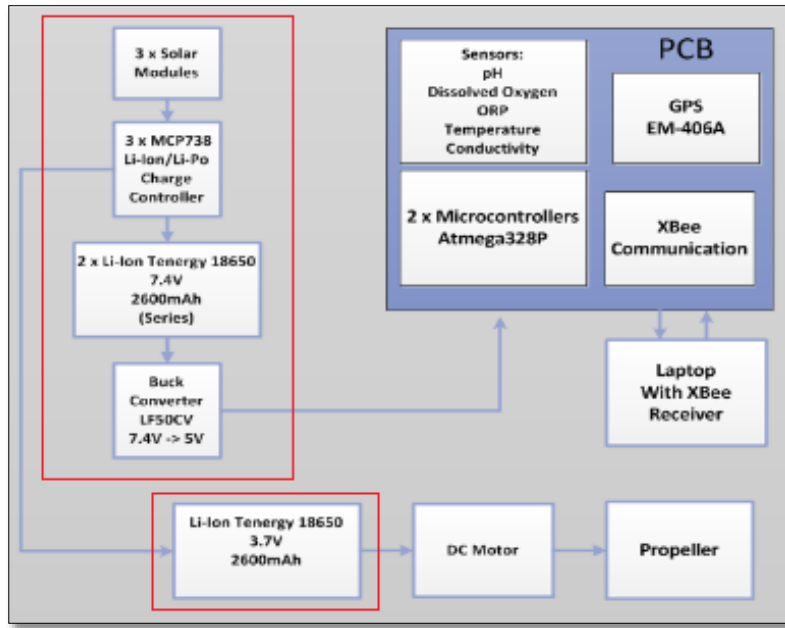 3 x Solar
Modules
3 x MCP738
Li-Ion/Li-Po
Charge
Controller
2 x Li-Ion Tenergy 18650
7.4V
2600mAh
(Series)
Buck
Converter
LF50CV
7.4V -> 5V
PCB
Sensors:
pH
Dissolved Oxygen
ORP
Temperature
Conductivity
GPS
EM-406A
2 x Microcontrollers
Atmega328P
XBee
Communication
Laptop
With XBee
Receiver
Li-Ion Tenergy 18650
3.7V
2600mAh
DC Motor
Propeller